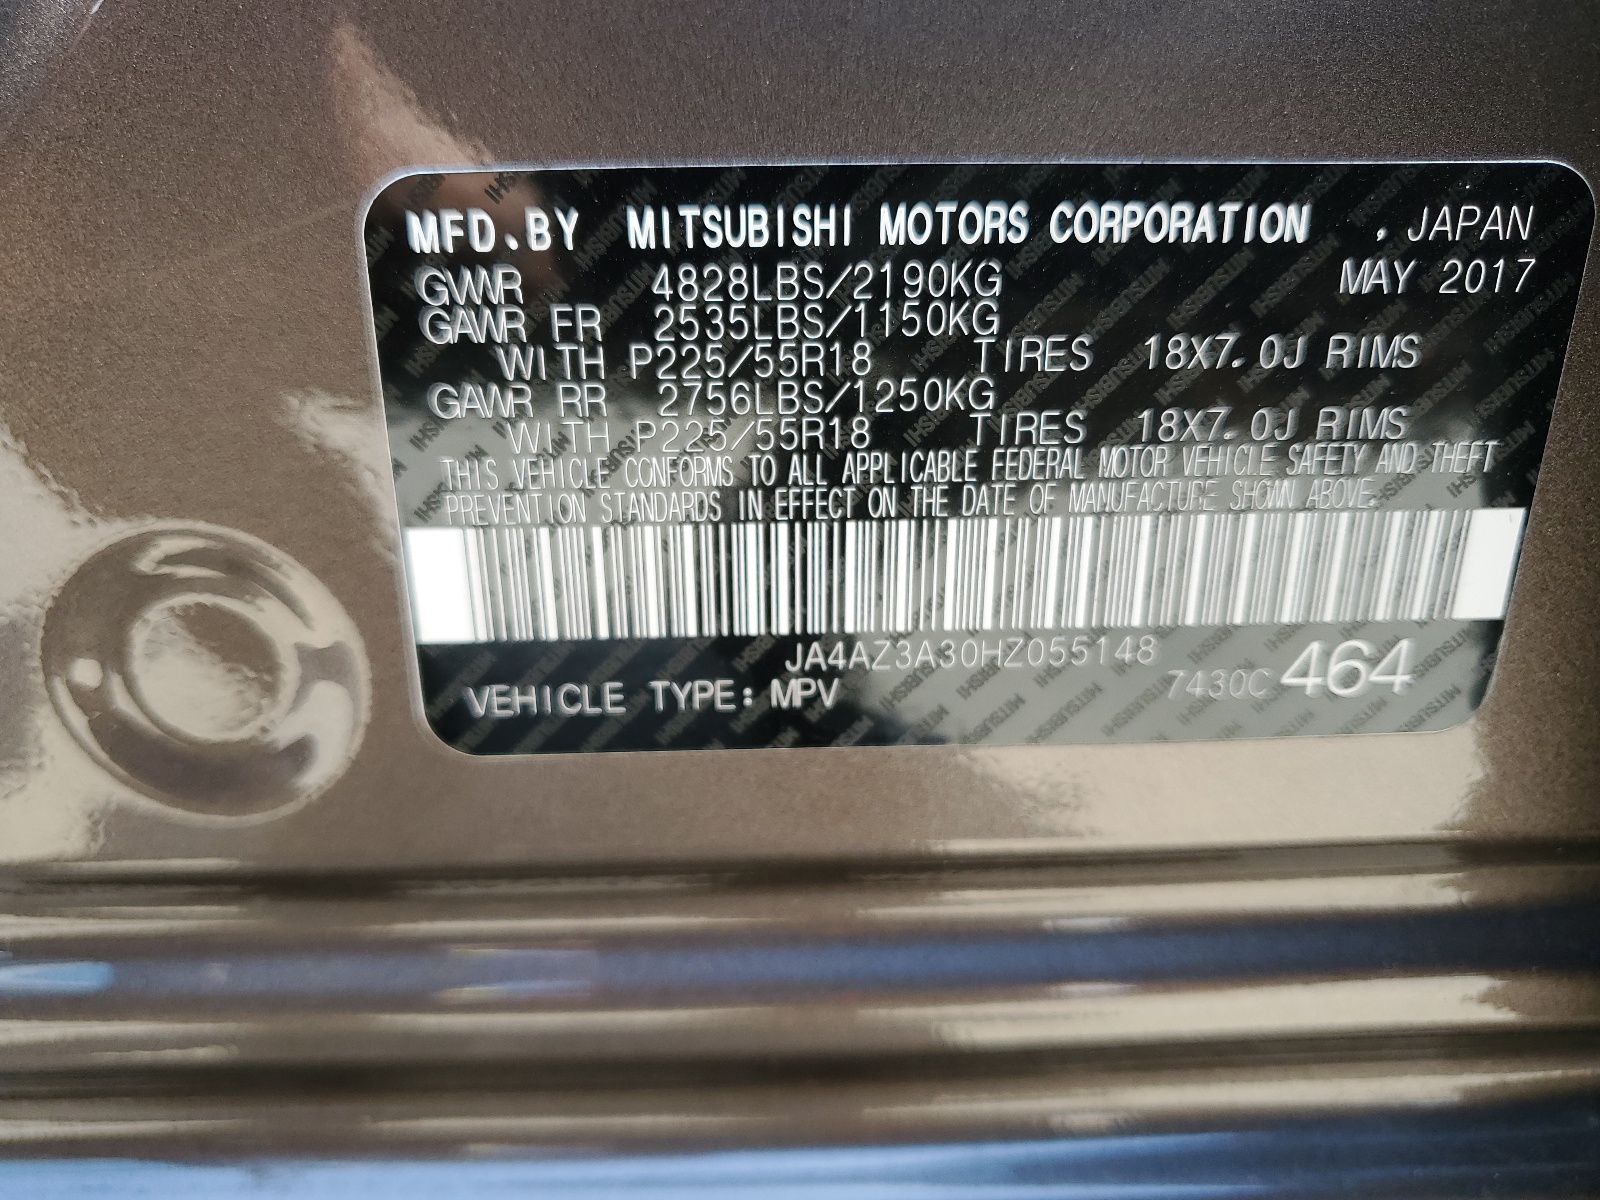 MFD.BY MITSUBISHI MOTORS CORPORATION , JAPAN
GVWR 4828LBS/2190KG MAY 2017
GAWR FR 2535LBS/1150KG
WITH P225/55R18 TIRES 18X7.0J RIMS
GAWR RR 2756LBS/1250KG
WITH P225/55R18 TIRES 18X7.0J RIMS
THIS VEHICLE CONFORMS TO ALL APPLICABLE FEDERAL MOTOR VEHICLE SAFETY AND THEFT
PREVENTION STANDARDS IN EFFECT ON THE DATE OF MANUFACTURE SHOWN ABOVE.
JA4AZ3A30HZ055148
VEHICLE TYPE: MPV 7430C 464